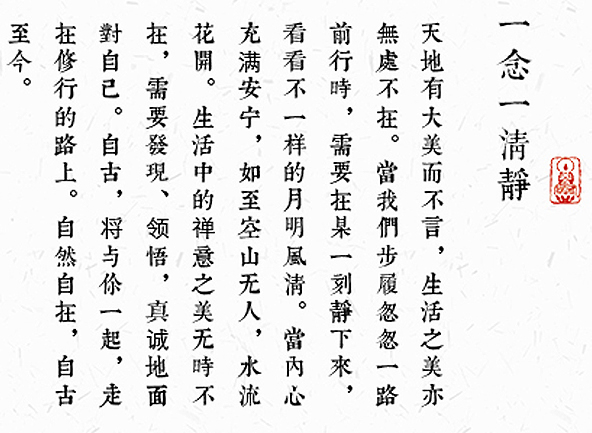 一念一清靜
天地有大美而不言，生活之美亦
無處不在。當我們步履忽忽一路
前行時，需要在某一刻靜下來，
看看不一樣的月明風清。當內心
充满安宁，如至空山无人，水流
花開。生活中的禅意之美无時不
在，需要發現、领悟，真诚地面
對自己。自古，将与你一起，走
在修行的路上。自然自在，自古
至今。